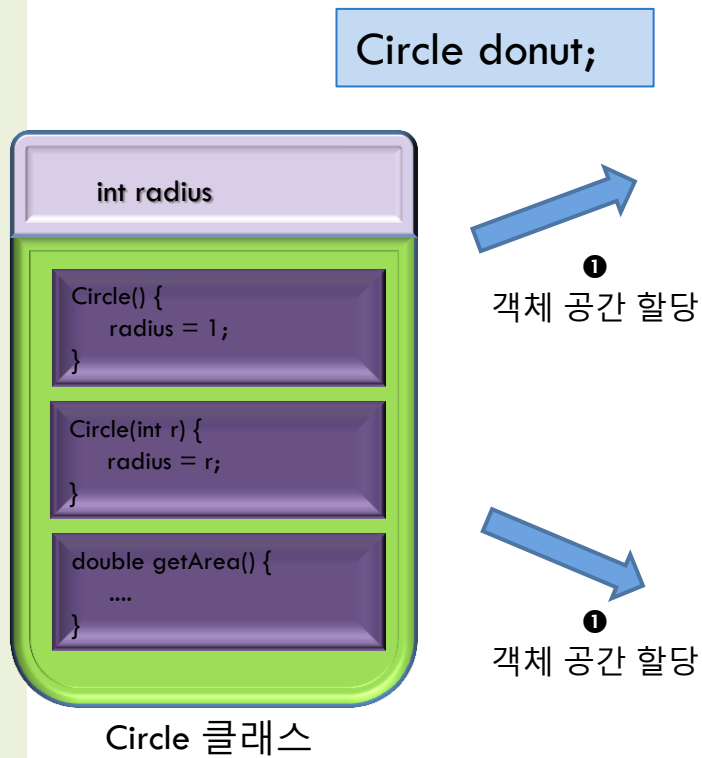 Circle donut;
int radius
Circle() {
radius = 1;
}
Circle(int r) {
radius = r;
}
double getArea() {
....
}
Circle 클래스
❶
객체 공간 할당
❶
객체 공간 할당